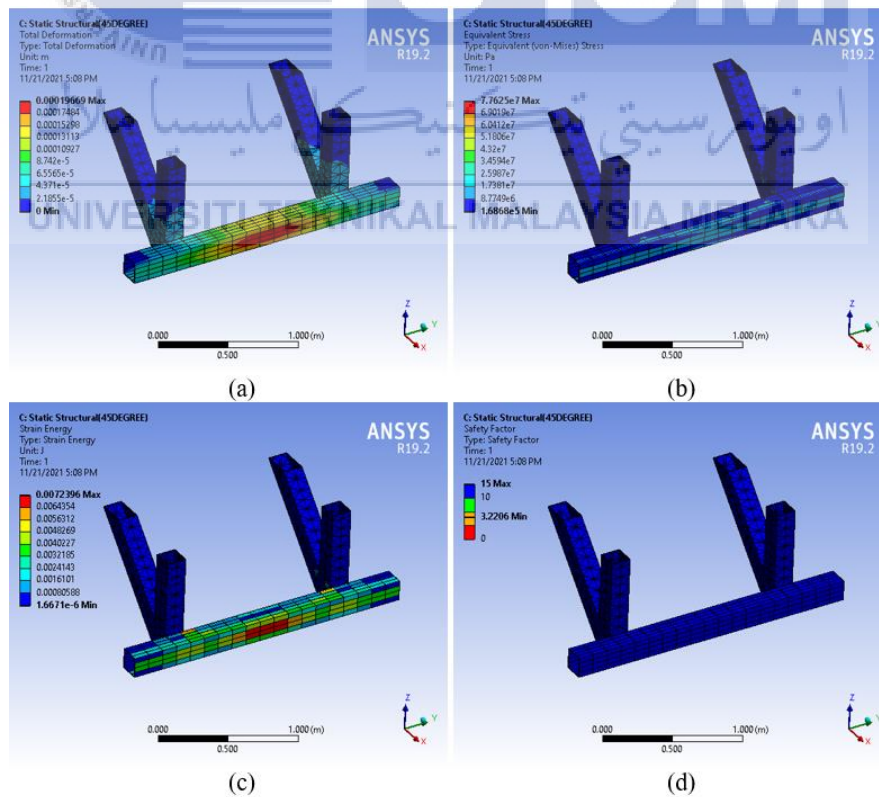 C: Static Structural(45DEGREE)
Total Deformation
Type: Total Deformation
Unit: m
Time: 1
11/21/2021 5:08 PM
ANSYS
R19.2
0.00019669 Max
0.00017484
0.00015298
0.00013113
0.00010927
8.742e-5
6.5565e-5
4.371e-5
2.1855e-5
0 Min
Z
Y
X
0.000
1.000 (m)
0.500
(a)
C: Static Structural(45DEGREE)
Equivalent Stress
Type: Equivalent (von-Mises) Stress
Unit: Pa
Time: 1
11/21/2021 5:08 PM
ANSYS
R19.2
7.7625e7 Max
6.9019e7
6.0412e7
5.1806e7
4.32e7
3.4594e7
2.5987e7
1.7381e7
8.7749e6
1.6868e5 Min
Z
Y
X
0.000
1.000 (m)
0.500
(b)
اونيۏرسيتي تيكنيكل مليسيا ملاك
UNIVERSITI TEKNIKAL MALAYSIA MELAKA
C: Static Structural(45DEGREE)
Strain Energy
Type: Strain Energy
Unit: J
Time: 1
11/21/2021 5:08 PM
ANSYS
R19.2
0.0072396 Max
0.0064354
0.0056312
0.0048269
0.0040227
0.0032185
0.0024143
0.0016101
0.00080588
1.6671e-6 Min
Z
Y
X
0.000
1.000 (m)
0.500
(c)
C: Static Structural(45DEGREE)
Safety Factor
Type: Safety Factor
Time: 1
11/21/2021 5:08 PM
ANSYS
R19.2
15 Max
10
3.2206 Min
0
Z
Y
X
0.000
1.000 (m)
0.500
(d)